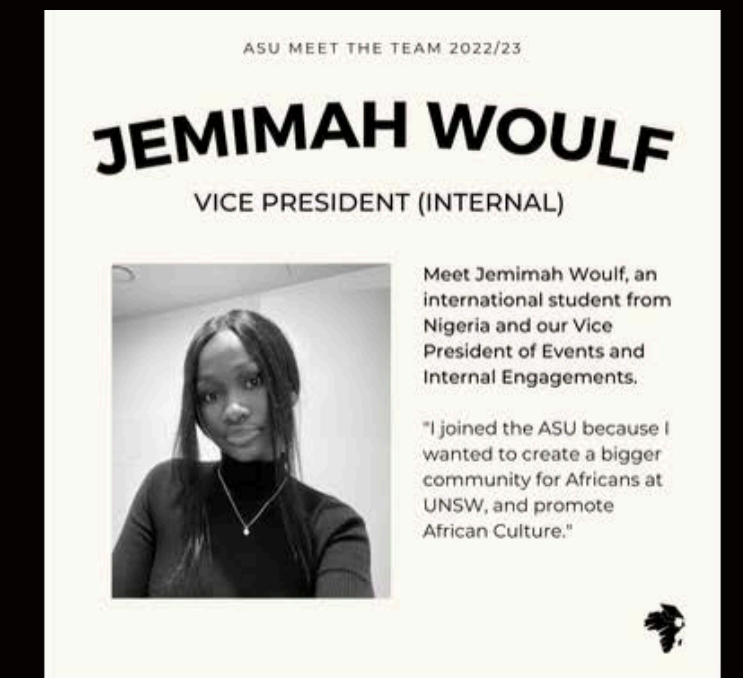 ASU MEET THE TEAM 2022/23
JEMIMAH WOULF
VICE PRESIDENT (INTERNAL)
Meet Jemimah Woulf, an
international student from
Nigeria and our Vice
President of Events and
Internal Engagements.
"I joined the ASU because I
wanted to create a bigger
community for Africans at
UNSW, and promote
African Culture."